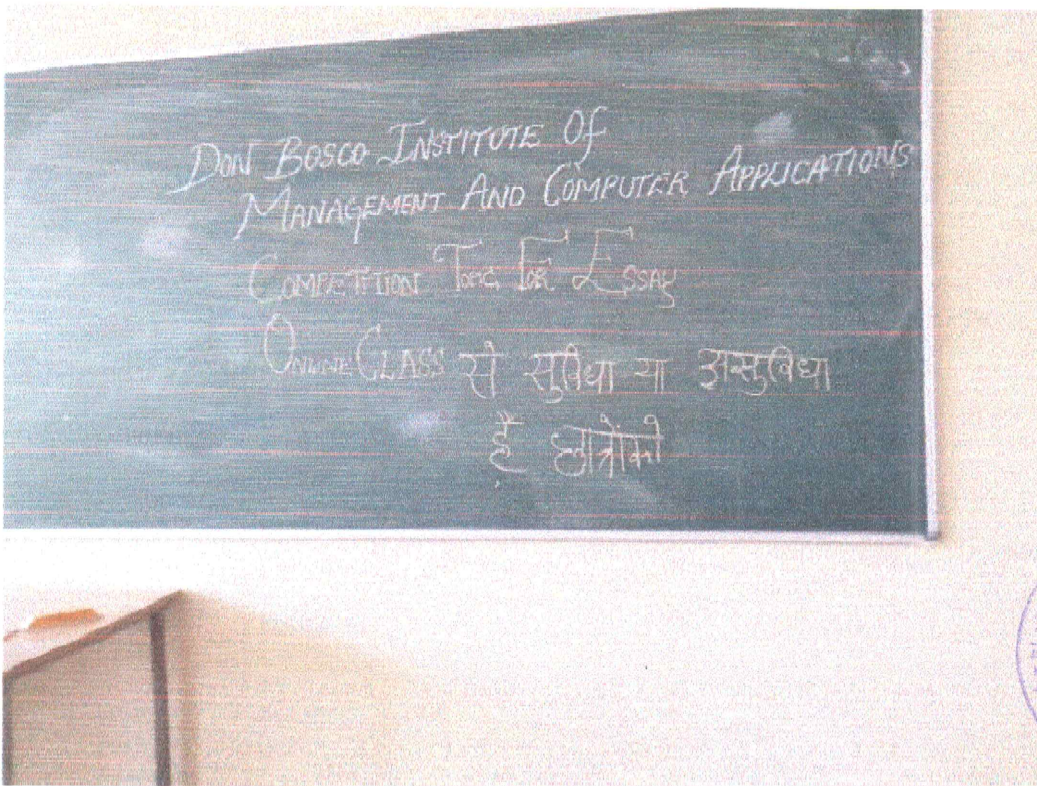 DON BOSCO INSTITUTE Of
MANAGEMENT AND COMPUTER APPLICATIONS
COMPETITION TOPIC FOR ESSAY
ONLINE CLASS से सुविधा या असुविधा
है छात्रोंको